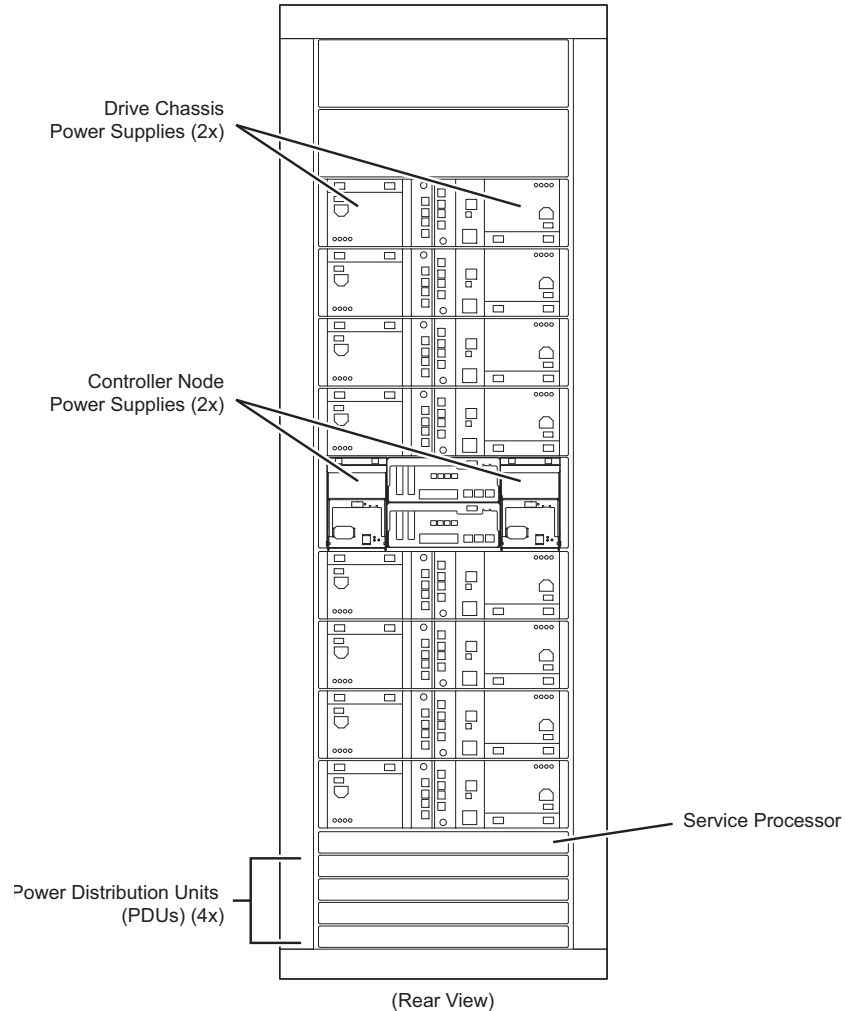 Drive Chassis
Power Supplies (2x)
Controller Node
Power Supplies (2x)
Service Processor
Power Distribution Units
(PDUs) (4x)
(Rear View)